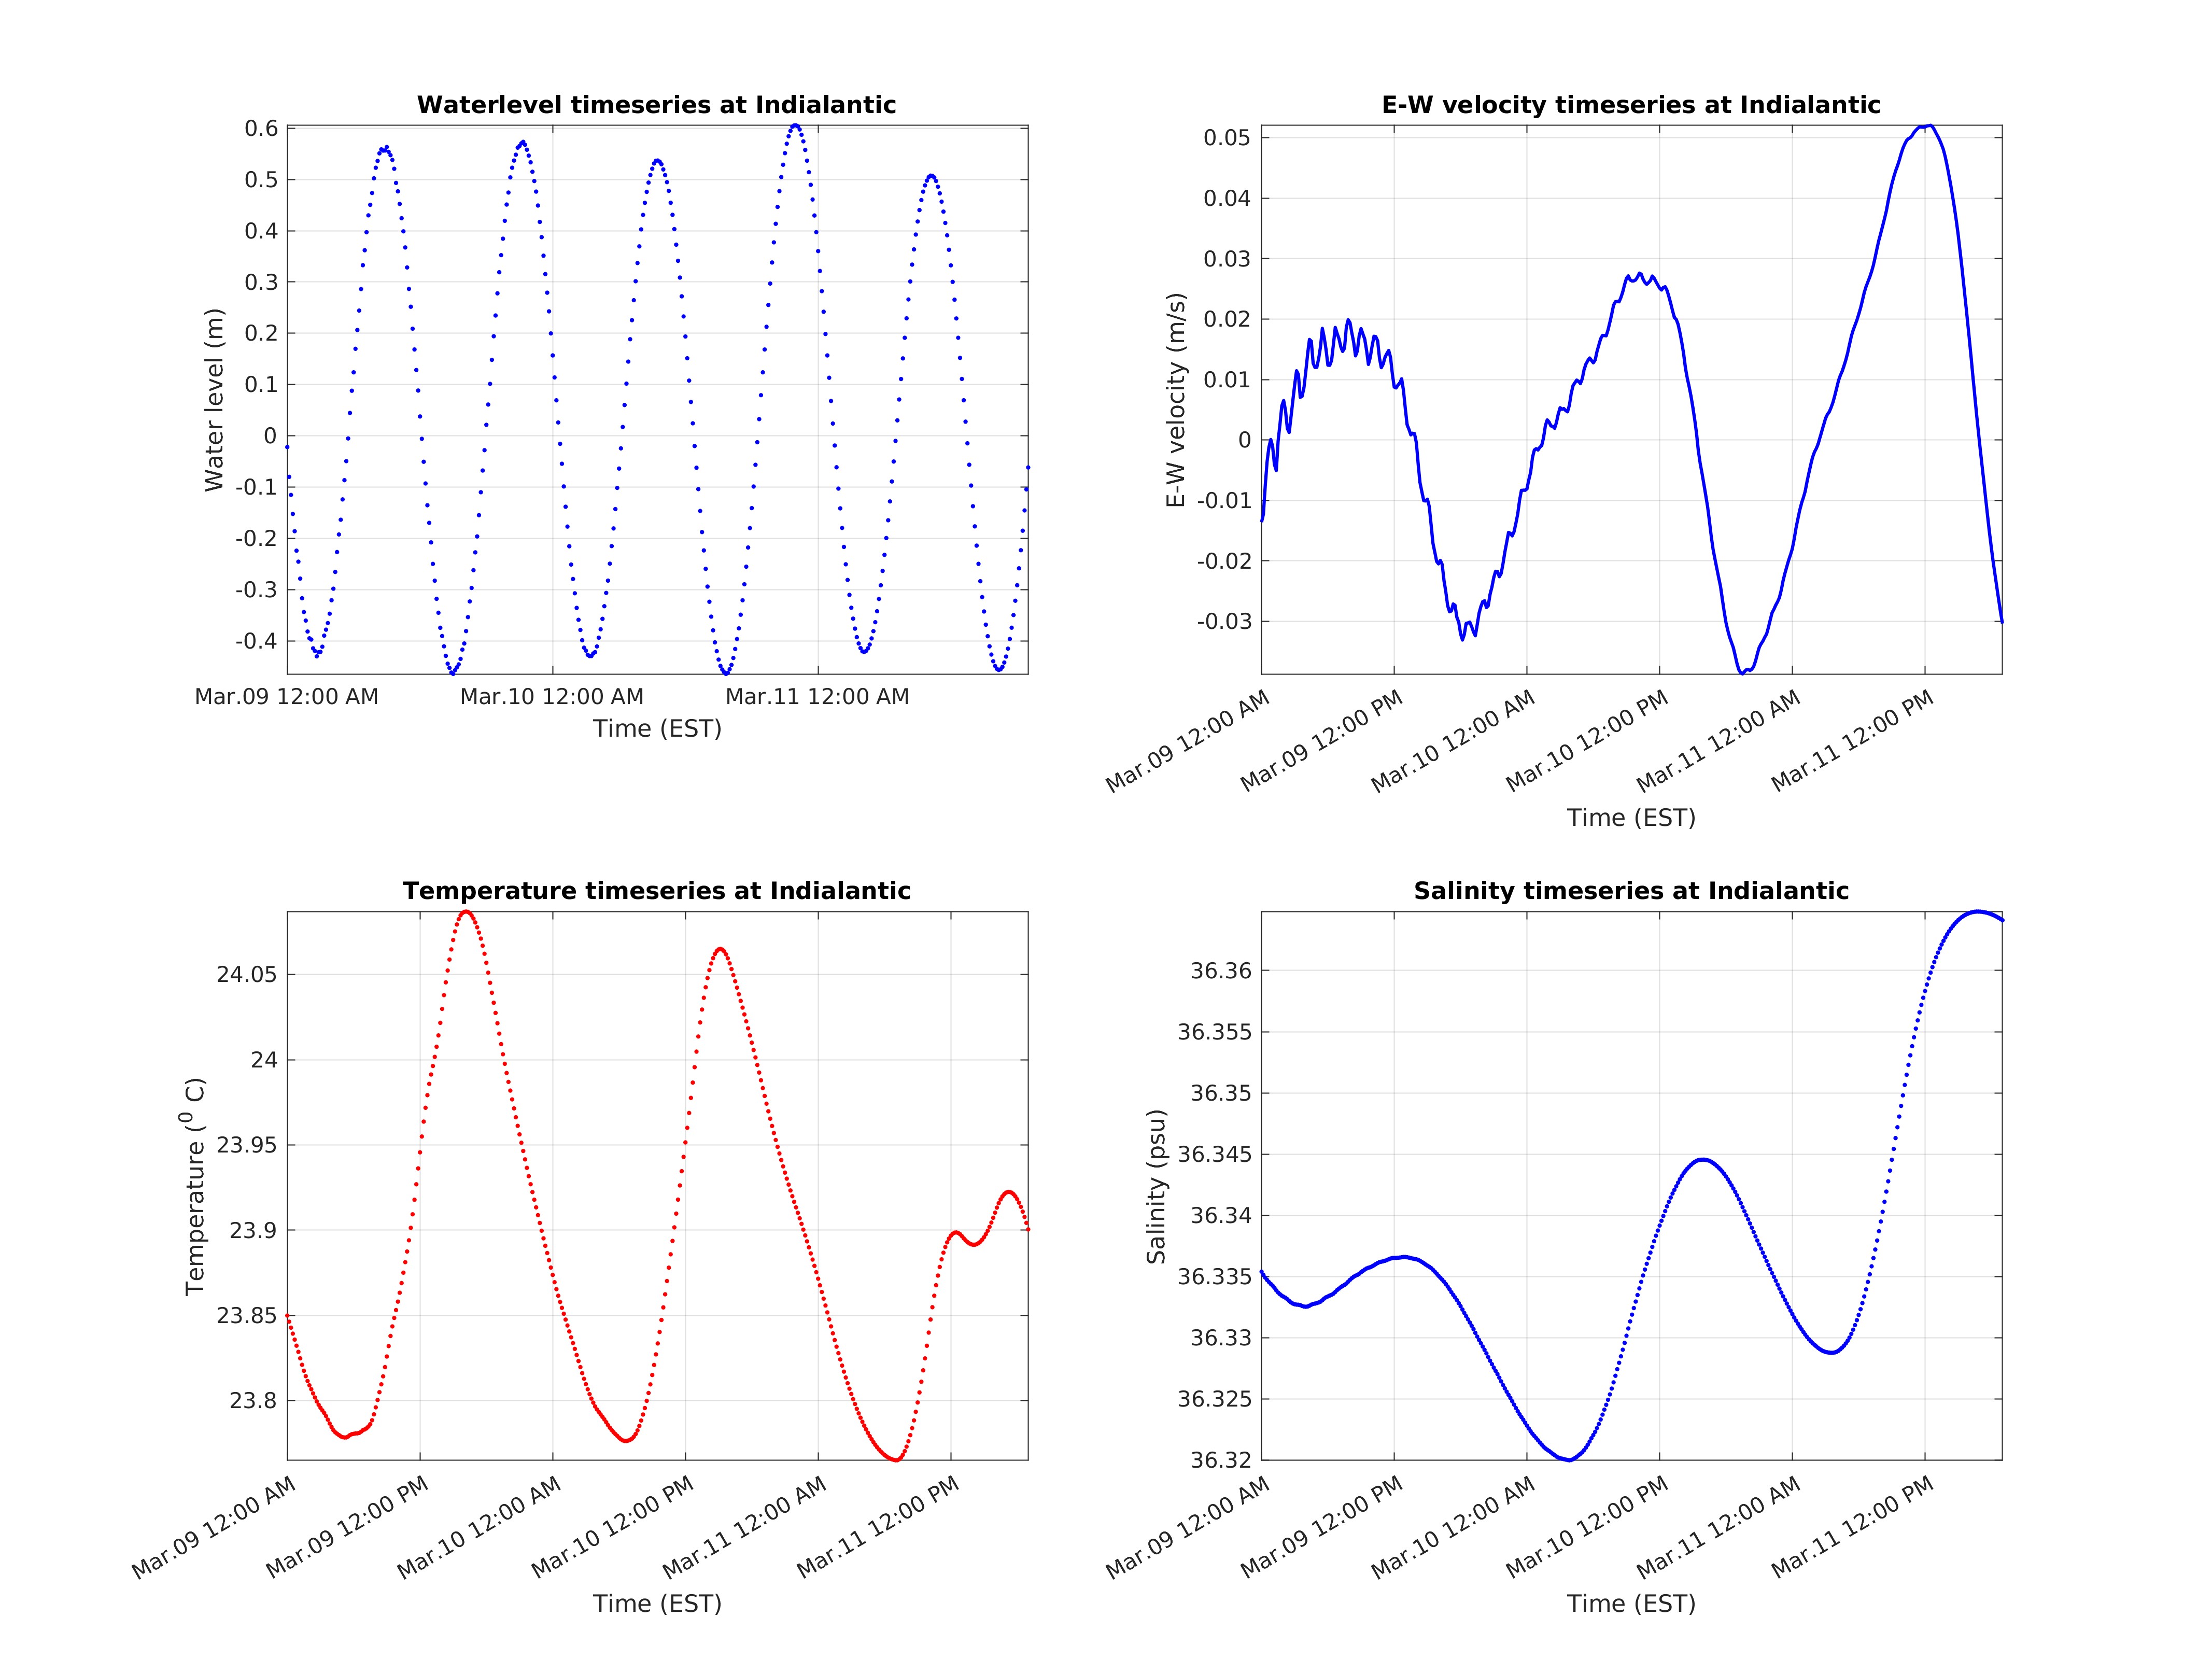 Waterlevel timeseries at Indialantic
0.6
0.5
0.4
0.3
0.2
0.1
0
-0.1
-0.2
-0.3
-0.4
Water level (m)
Mar.09 12:00 AM Mar.10 12:00 AM Mar.11 12:00 AM
Time (EST)
E-W velocity timeseries at Indialantic
0.05
0.04
0.03
0.02
0.01
0
-0.01
-0.02
-0.03
E-W velocity (m/s)
Mar.09 12:00 AM
Mar.09 12:00 PM
Mar.10 12:00 AM
Mar.10 12:00 PM
Mar.11 12:00 AM
Mar.11 12:00 PM
Time (EST)
Temperature timeseries at Indialantic
24.05
24
23.95
23.9
23.85
23.8
Temperature (⁰ C)
Mar.09 12:00 AM
Mar.09 12:00 PM
Mar.10 12:00 AM
Mar.10 12:00 PM
Mar.11 12:00 AM
Mar.11 12:00 PM
Time (EST)
Salinity timeseries at Indialantic
36.36
36.355
36.35
36.345
36.34
36.335
36.33
36.325
36.32
Salinity (psu)
Mar.09 12:00 AM
Mar.09 12:00 PM
Mar.10 12:00 AM
Mar.10 12:00 PM
Mar.11 12:00 AM
Mar.11 12:00 PM
Time (EST)